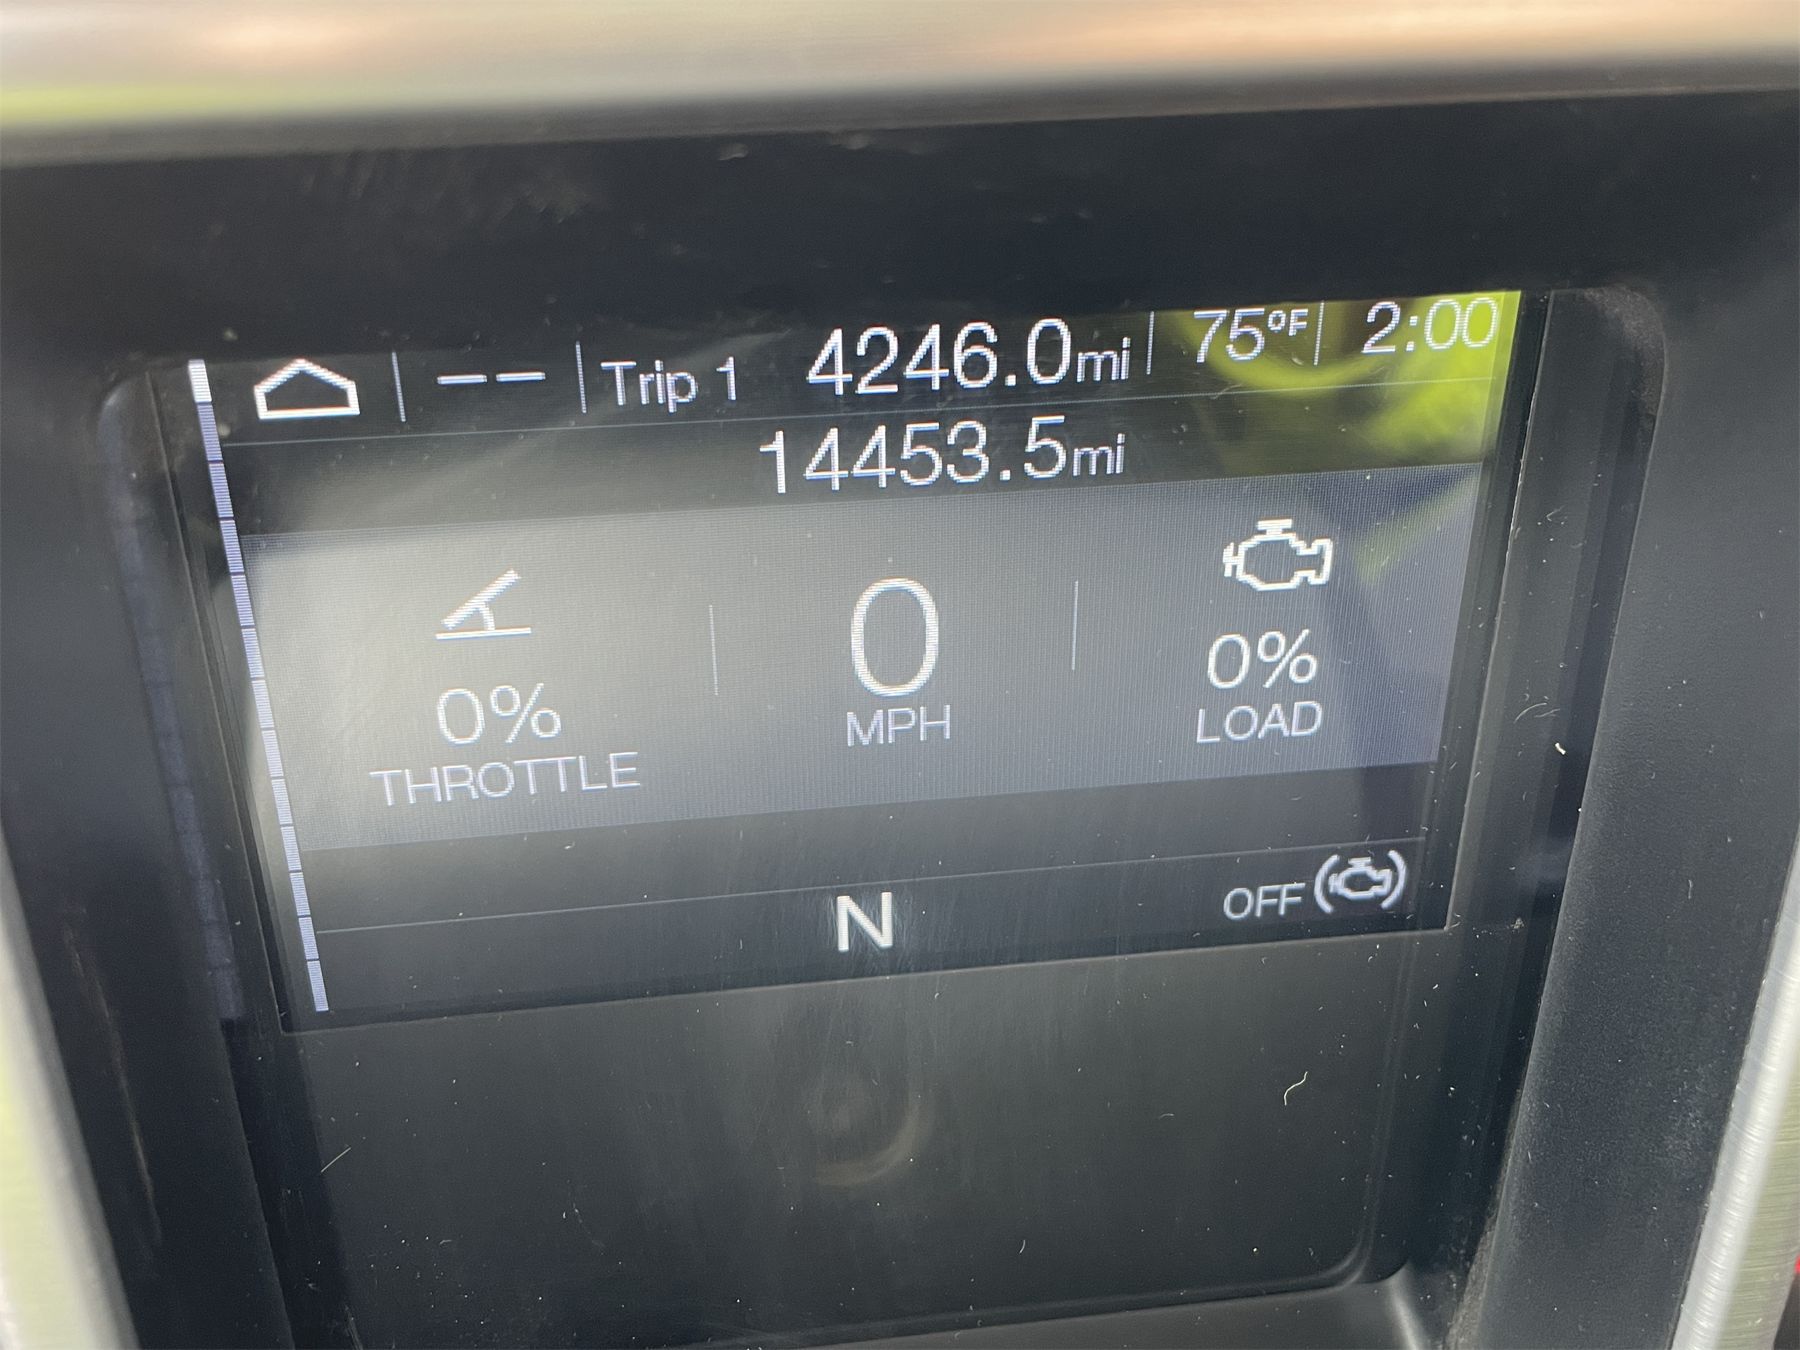 -- Trip 1 4246.0mi 75°F 2:00
14453.5mi
0% THROTTLE
0 MPH
0% LOAD
N OFF